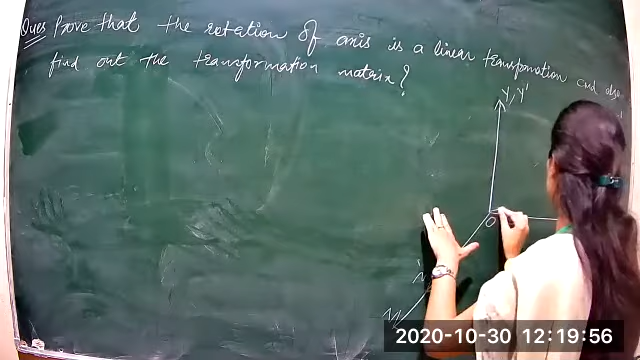 Ques Prove that the rotation of axis is a linear transformation and also
find out the transformation matrix?
Y, Y'
O
2020-10-30 12:19:56